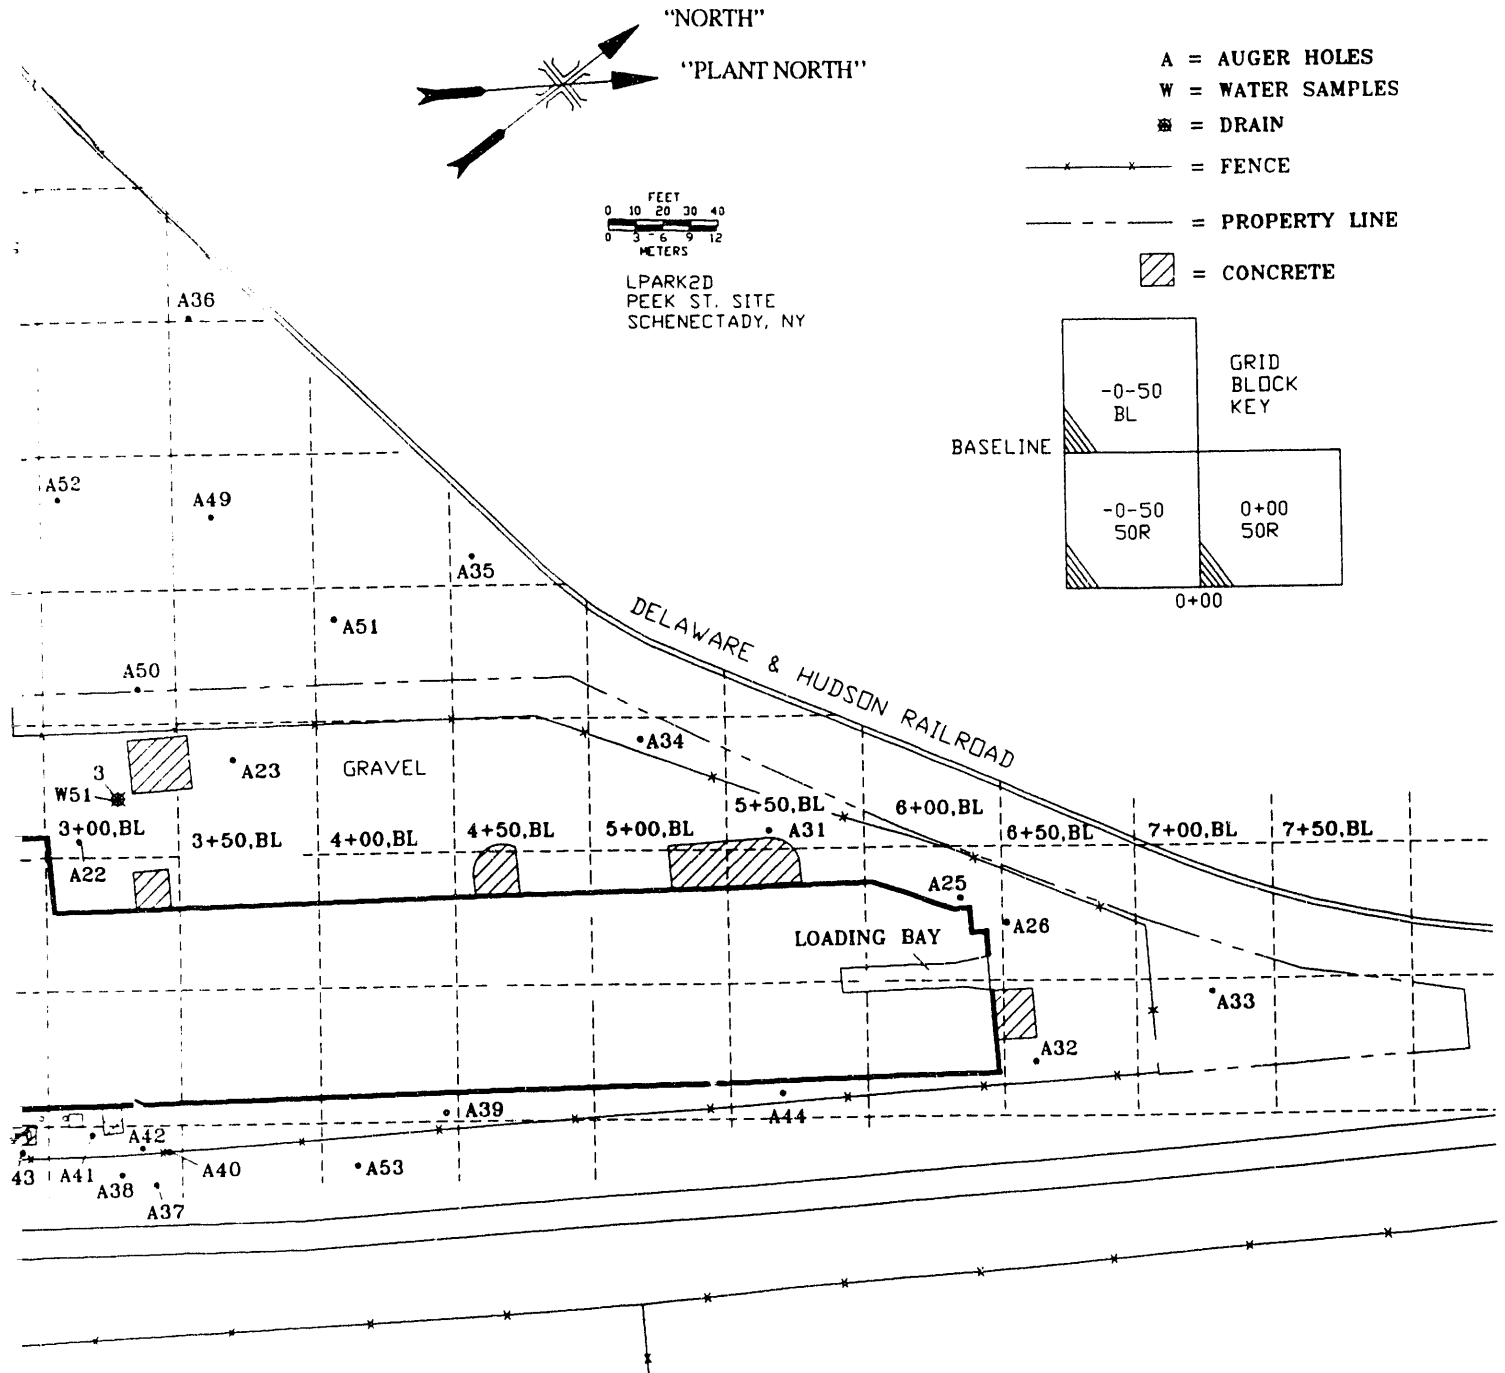 "NORTH"
"PLANT NORTH"
A = AUGER HOLES
W = WATER SAMPLES
= DRAIN
= FENCE
= PROPERTY LINE
= CONCRETE
FEET
0 10 20 30 40
0 3 6 9 12
METERS
LPARK2D
PEEK ST. SITE
SCHENECTADY, NY
GRID
BLOCK
KEY
-0-50
BL
BASELINE
-0-50
50R
0+00
50R
0+00
A36
A52
A49
A35
A51
A50
DELAWARE & HUDSON RAILROAD
A34
A23
GRAVEL
3
W51
3+00,BL
3+50,BL
4+00,BL
4+50,BL
5+00,BL
5+50,BL
6+00,BL
6+50,BL
7+00,BL
7+50,BL
A31
A22
A25
A26
LOADING BAY
A33
A32
A39
A44
A42
43
A41
A40
A53
A38
A37